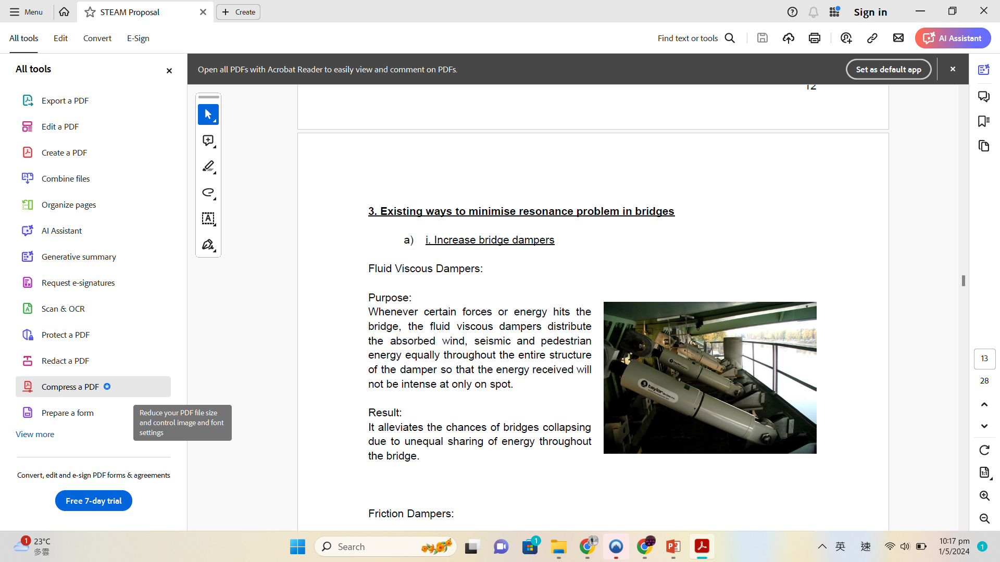 Menu
STEAM Proposal
Create
Sign in
All tools
Edit
Convert
E-Sign
Find text or tools
AI Assistant
All tools
Open all PDFs with Acrobat Reader to easily view and comment on PDFs.
Set as default app
Export a PDF
Edit a PDF
Create a PDF
Combine files
Organize pages
AI Assistant
Generative summary
Request e-signatures
Scan & OCR
Protect a PDF
Redact a PDF
Compress a PDF
Prepare a form
Reduce your PDF file size
and control image and font
settings
View more
Convert, edit and e-sign PDF forms & agreements
Free 7-day trial
12
3. Existing ways to minimise resonance problem in bridges
a) i. Increase bridge dampers
Fluid Viscous Dampers:
Purpose:
Whenever certain forces or energy hits the
bridge, the fluid viscous dampers distribute
the absorbed wind, seismic and pedestrian
energy equally throughout the entire structure
of the damper so that the energy received will
not be intense at only on spot.
taylor
Result:
It alleviates the chances of bridges collapsing
due to unequal sharing of energy throughout
the bridge.
Friction Dampers:
13
28
1
23°C
多雲
Search
1
英
速
10:17 pm
1/5/2024
1